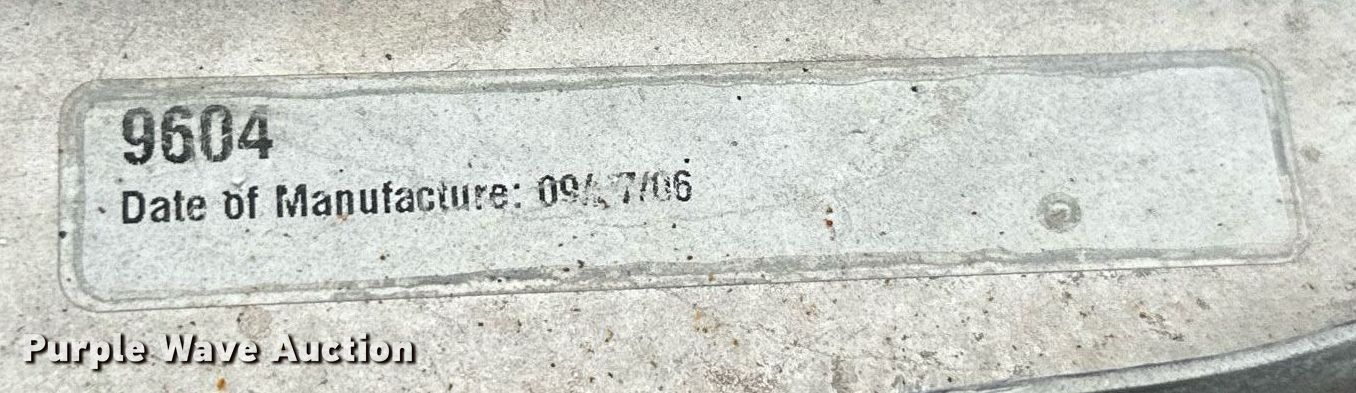 9604
Date of Manufacture:
Purple Wave Auction